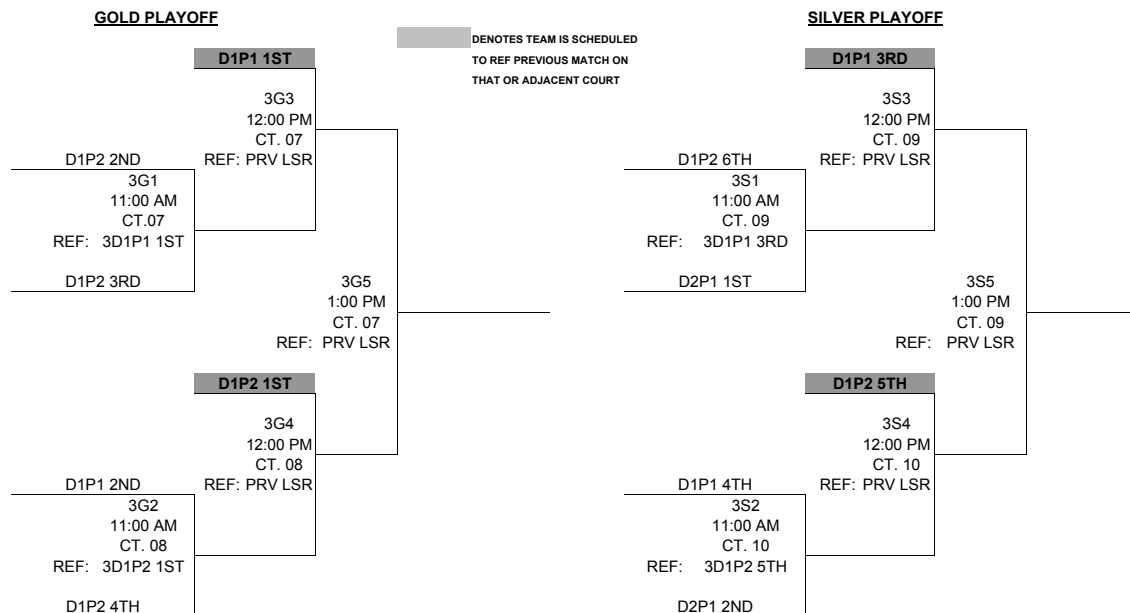 GOLD PLAYOFF
DENOTES TEAM IS SCHEDULED
TO REF PREVIOUS MATCH ON
THAT OR ADJACENT COURT
D1P1 1ST
3G3
12:00 PM
CT. 07
REF: PRV LSR
D1P2 2ND
3G1
11:00 AM
CT.07
REF: 3D1P1 1ST
D1P2 3RD
3G5
1:00 PM
CT. 07
REF: PRV LSR
D1P2 1ST
3G4
12:00 PM
CT. 08
REF: PRV LSR
D1P1 2ND
3G2
11:00 AM
CT. 08
REF: 3D1P2 1ST
D1P2 4TH
SILVER PLAYOFF
D1P1 3RD
3S3
12:00 PM
CT. 09
REF: PRV LSR
D1P2 6TH
3S1
11:00 AM
CT. 09
REF: 3D1P1 3RD
D2P1 1ST
3S5
1:00 PM
CT. 09
REF: PRV LSR
D1P2 5TH
3S4
12:00 PM
CT. 10
REF: PRV LSR
D1P1 4TH
3S2
11:00 AM
CT. 10
REF: 3D1P2 5TH
D2P1 2ND